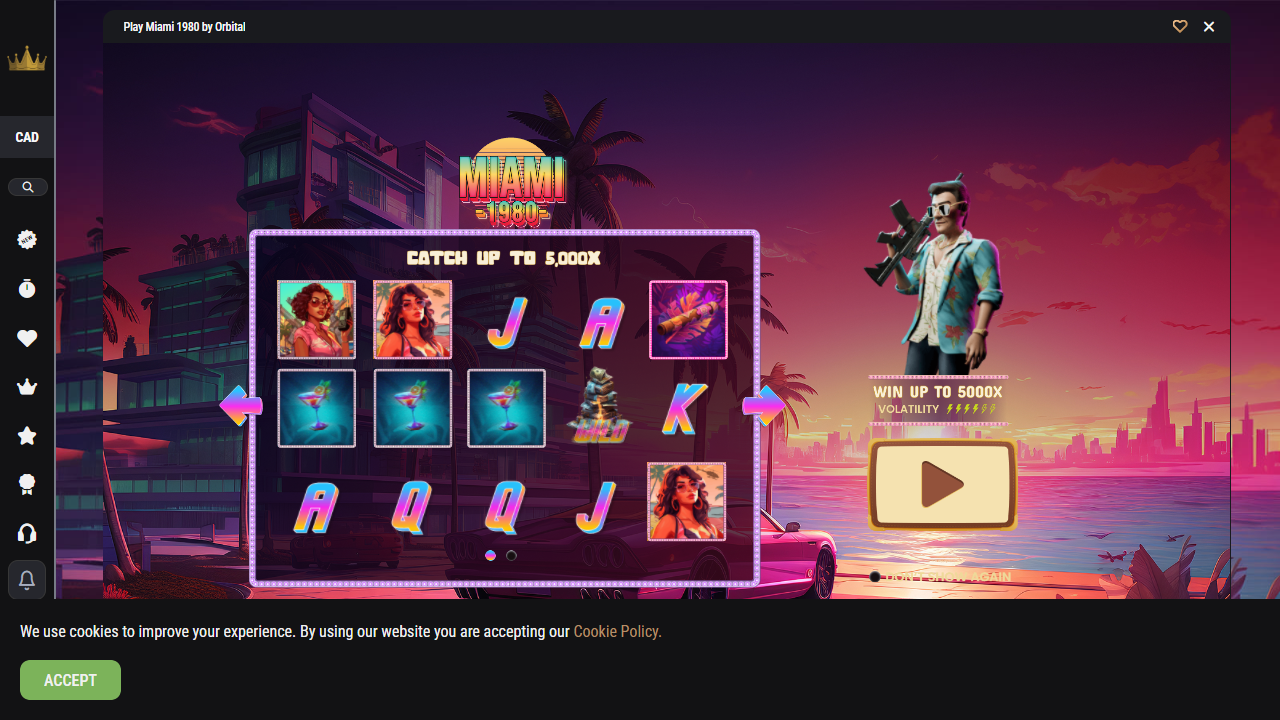 Play Miami 1980 by Orbital
CAD
NEW
MIAMI
1980
CATCH UP TO 5,000X
J
A
WILD
K
A
Q
Q
J
WIN UP TO 5000X
VOLATILITY
DON'T SHOW AGAIN
We use cookies to improve your experience. By using our website you are accepting our Cookie Policy.
ACCEPT